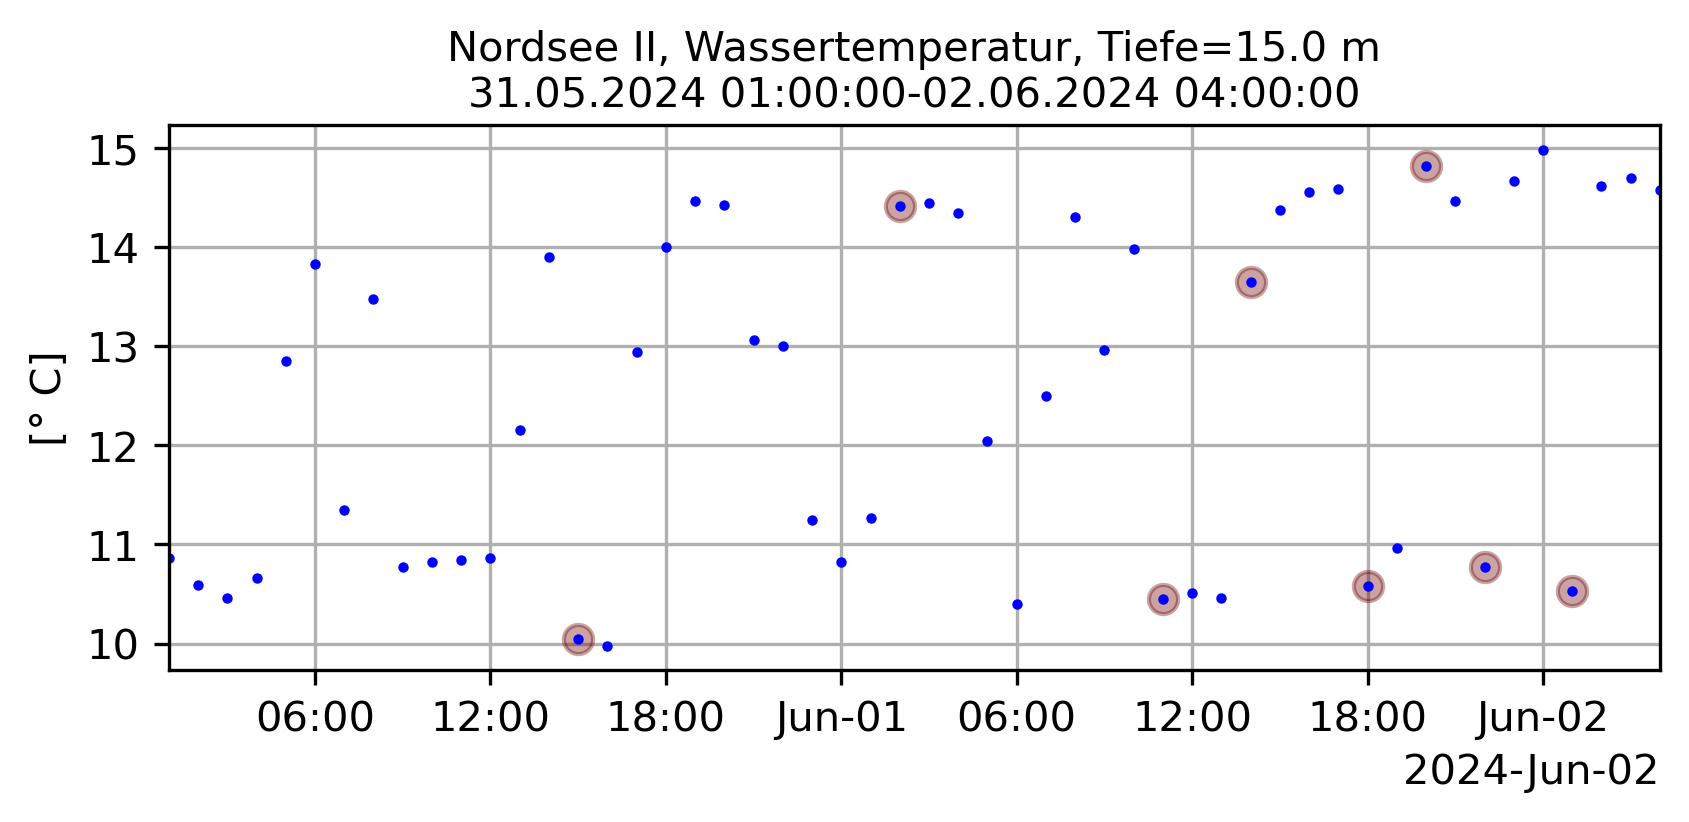 Nordsee II, Wassertemperatur, Tiefe=15.0 m
31.05.2024 01:00:00-02.06.2024 04:00:00
15
14
13
12
11
10
[° C]
06:00 12:00 18:00 Jun-01 06:00 12:00 18:00 Jun-02
2024-Jun-02